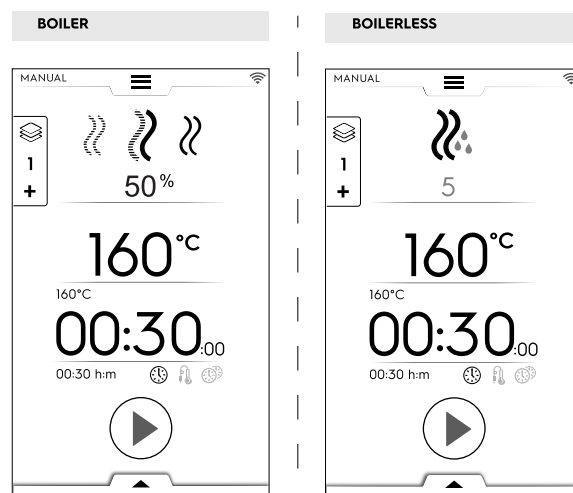 BOILER
MANUAL
1
+
50%
160°C
160°C
00:30:00
00:30 h:m
BOILERLESS
MANUAL
1
+
5
160°C
160°C
00:30:00
00:30 h:m